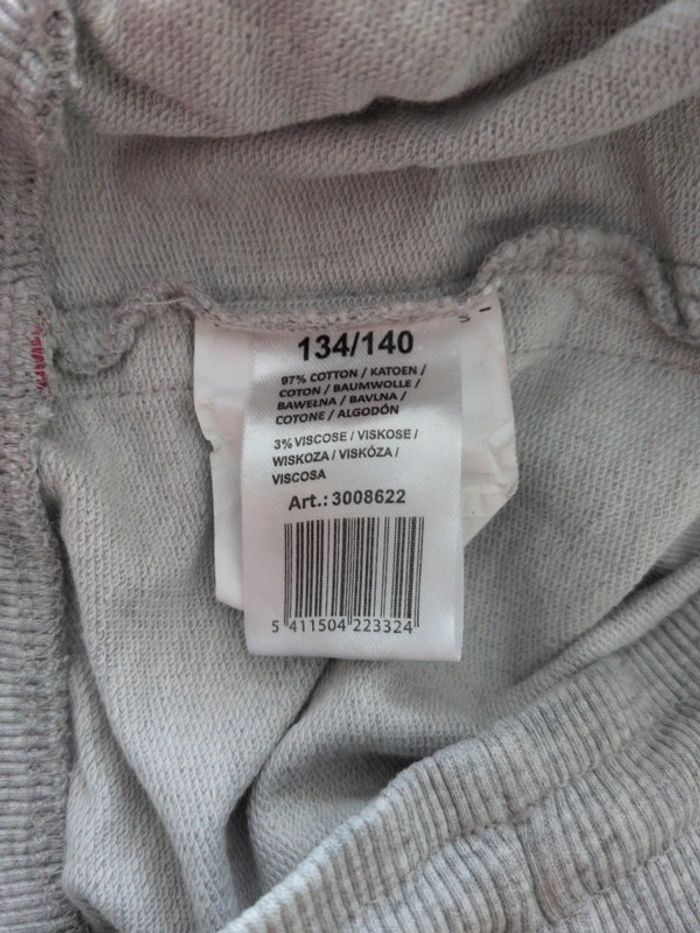 134/140
97% COTTON / KATOEN /
COTON / BAUMWOLLE /
BAWEŁNA / BAVLNA /
COTONE / ALGODÓN
3% VISCOSE / VISKOSE /
WISKOZA / VISKÓZA /
VISCOSA
Art.: 3008622
5 411504 223324